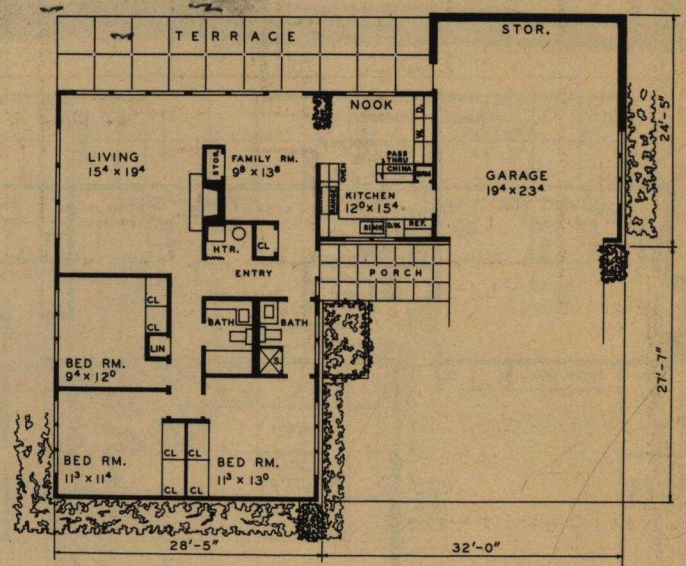 TERRACE
STOR.
NOOK
W. D.
LIVING
15⁴ x 19⁴
STOR.
FAMILY RM.
9⁸ x 13⁸
PASS
THRU
CHINA
BRM
OVEN
RANGE
KITCHEN
12⁰ x 15⁴
SINK
D.W.
REF.
GARAGE
19⁴ x 23⁴
24'-5"
HTR.
CL
ENTRY
PORCH
CL
CL
LIN
BATH
BATH
S.
BED RM.
9⁴ x 12⁰
27'-7"
BED RM.
11³ x 11⁴
CL
CL
CL
CL
BED RM.
11³ x 13⁰
28'-5"
32'-0"